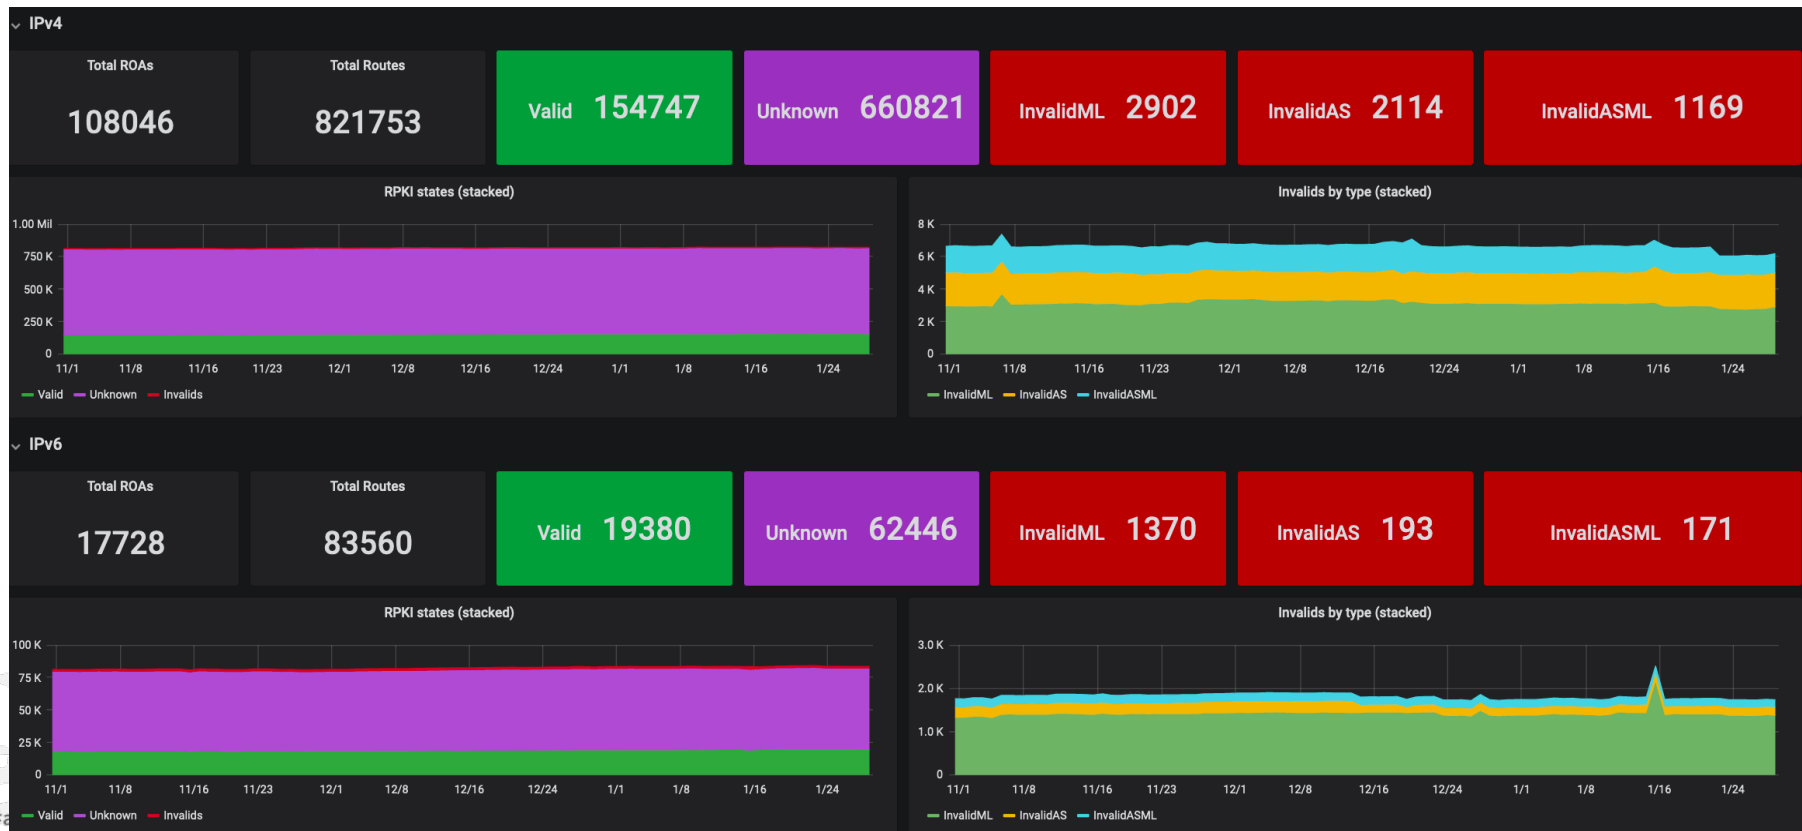 IPv4
Total ROAs
108046
Total Routes
821753
Valid 154747
Unknown 660821
InvalidML 2902
InvalidAS 2114
InvalidASML 1169
RPKI states (stacked)
1.00 Mil
750 K
500 K
250 K
0
11/1 11/8 11/16 11/23 12/1 12/8 12/16 12/24 1/1 1/8 1/16 1/24
Valid Unknown Invalids
Invalids by type (stacked)
8 K
6 K
4 K
2 K
0
11/1 11/8 11/16 11/23 12/1 12/8 12/16 12/24 1/1 1/8 1/16 1/24
InvalidML InvalidAS InvalidASML
IPv6
Total ROAs
17728
Total Routes
83560
Valid 19380
Unknown 62446
InvalidML 1370
InvalidAS 193
InvalidASML 171
RPKI states (stacked)
100 K
75 K
50 K
25 K
0
11/1 11/8 11/16 11/23 12/1 12/8 12/16 12/24 1/1 1/8 1/16 1/24
Valid Unknown Invalids
Invalids by type (stacked)
3.0 K
2.0 K
1.0 K
0
11/1 11/8 11/16 11/23 12/1 12/8 12/16 12/24 1/1 1/8 1/16 1/24
InvalidML InvalidAS InvalidASML